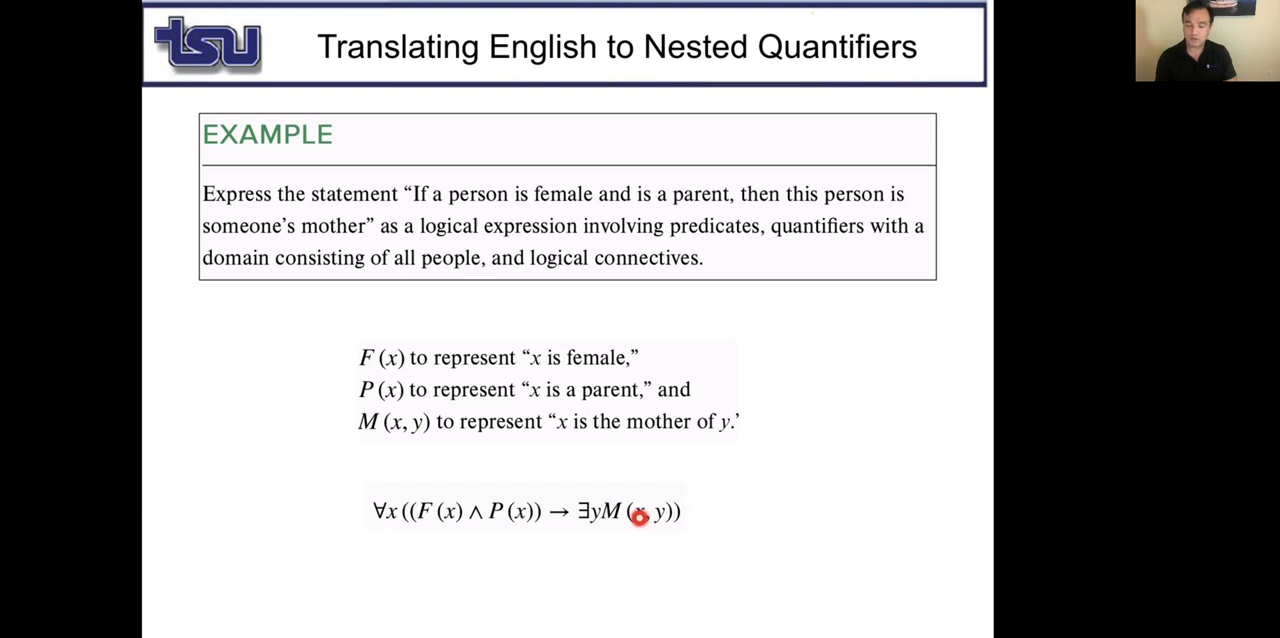 tsu
Translating English to Nested Quantifiers
EXAMPLE
Express the statement “If a person is female and is a parent, then this person is
someone’s mother” as a logical expression involving predicates, quantifiers with a
domain consisting of all people, and logical connectives.
F (x) to represent “x is female,”
P (x) to represent “x is a parent,” and
M (x, y) to represent “x is the mother of y.’
∀x ((F (x) ∧ P (x)) → ∃yM (x, y))